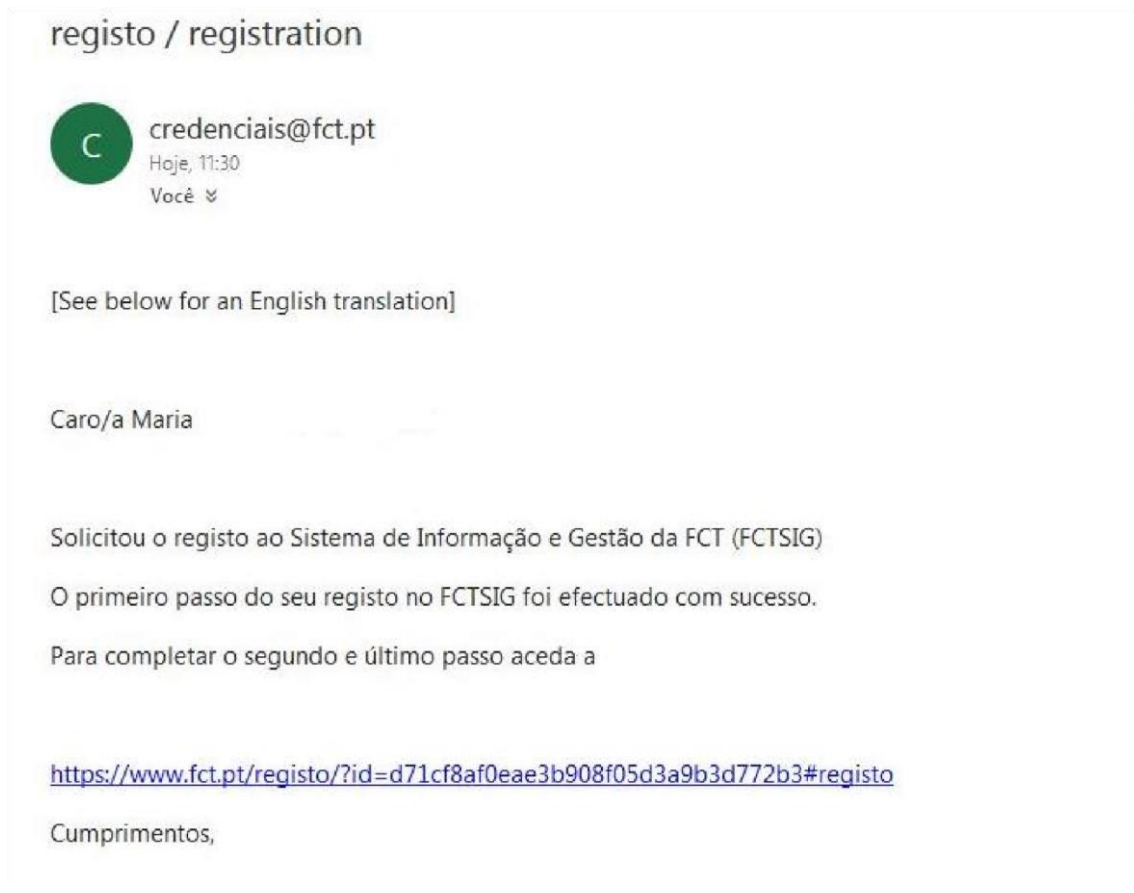 registo / registration
C
credenciais@fct.pt
Hoje, 11:30
Você
[See below for an English translation]
Caro/a Maria
Solicitou o registo ao Sistema de Informação e Gestão da FCT (FCTSIG)
O primeiro passo do seu registo no FCTSIG foi efectuado com sucesso.
Para completar o segundo e último passo aceda a
https://www.fct.pt/registo/?id=d71cf8af0eae3b908f05d3a9b3d772b3#registo
Cumprimentos,